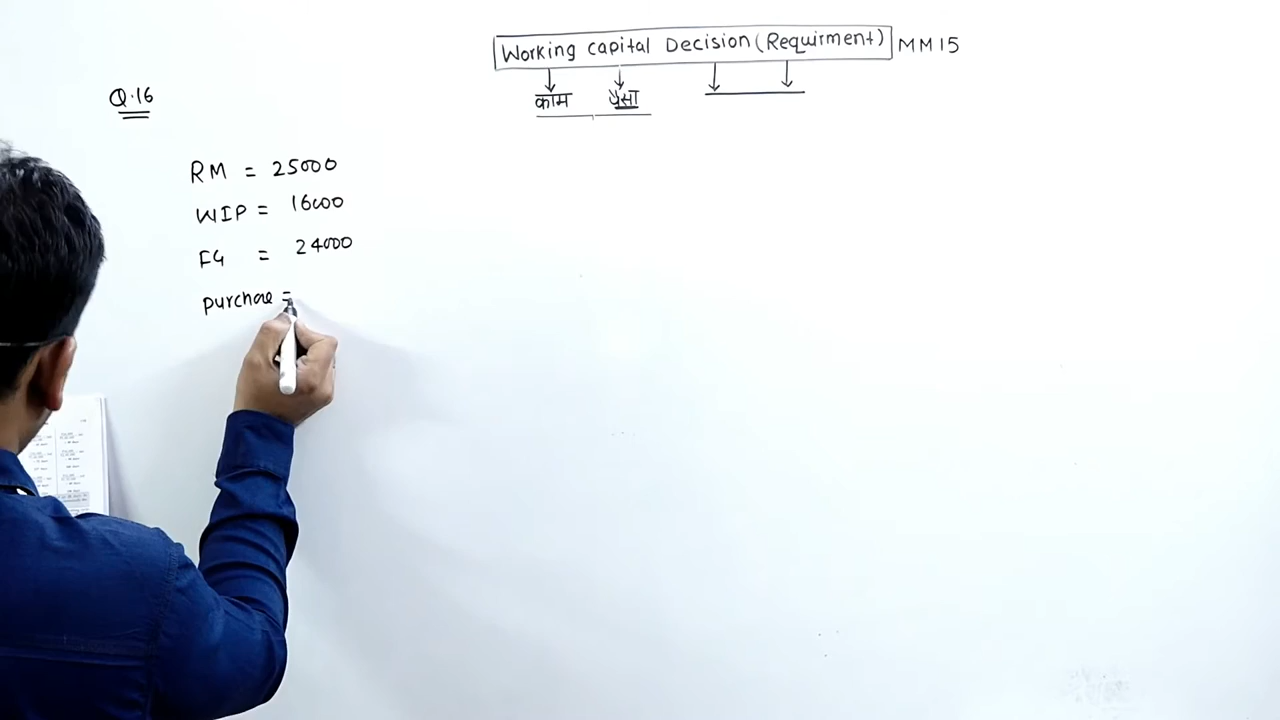 Working Capital Decision (Requirment) MM15
काम पैसा
Q.16
RM = 25000
WIP = 16000
FG = 24000
purchase =